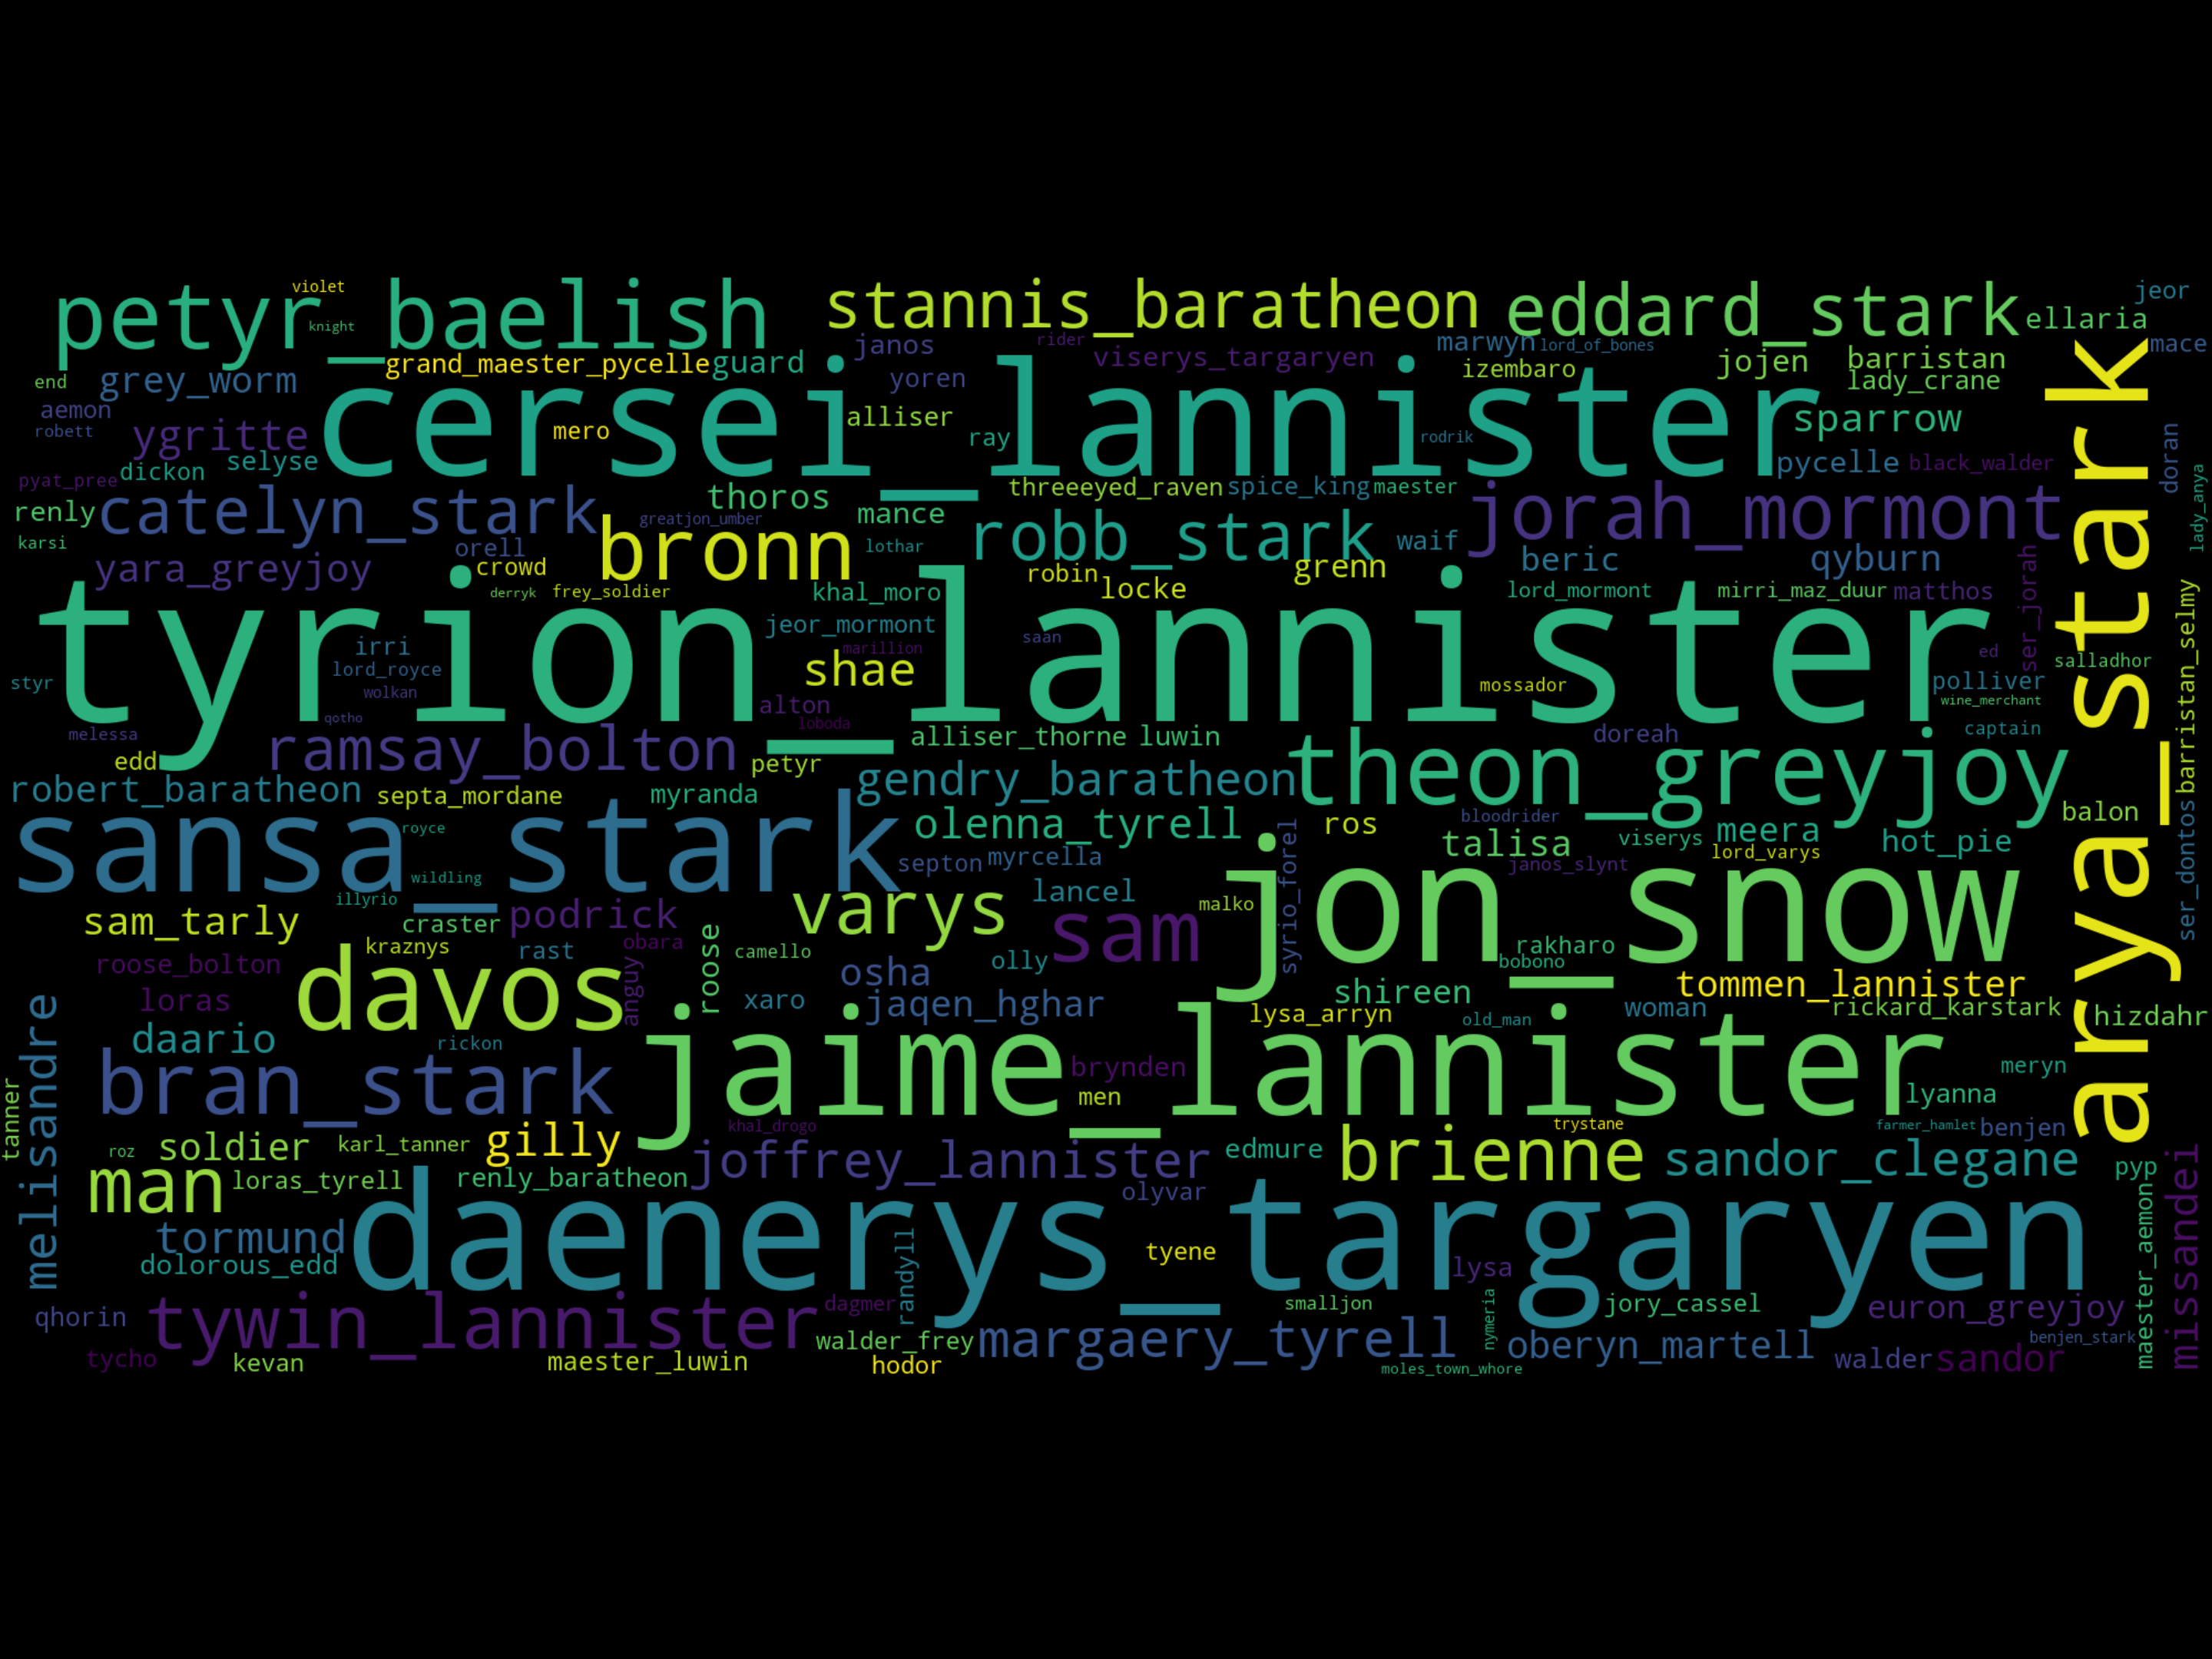 violet
petyr_baelish
stannis_baratheon
eddard_stark
jeor
knight
ellaria
grand_maester_pycelle
guard
janos
rider
viserys_targaryen
marwyn
lord_of_bones
mace
end
grey_worm
yoren
izembaro
jojen
barristan
lady_crane
aemon
robett
cersei_lannister
alliser
sparrow
ygritte
mero
ray
rodrik
doran
dickon
selyse
pycelle
black_walder
pyat_pree
renly
catelyn_stark
thoros
threeeyed_raven
spice_king
maester
jorah_mormont
arya_stark
lady_anya
greatjon_umber
mance
karsi
bronn
robb_stark
waif
orell
lothar
beric
qyburn
yara_greyjoy
crowd
robin
grenn
derryk
frey_soldier
khal_moro
locke
lord_mormont
mirri_maz_duur
matthos
ser_jorah
barristan_selmy
tyrion_lannister
jeor_mormont
saan
irri
marillion
ed
lord_royce
shae
salladhor
styr
wolkan
mossador
polliver
alton
wine_merchant
qotho
loboda
melessa
ramsay_bolton
alliser_thorne
luwin
doreah
captain
edd
petyr
theon_greyjoy
robert_baratheon
septa_mordane
myranda
gendry_baratheon
ser_dontos
sansa_stark
royce
olenna_tyrell
ros
bloodrider
balon
talisa
viserys
meera
hot_pie
septon
myrcella
syrio_forel
lord_varys
janos_slynt
wildling
illyrio
lancel
jon_snow
sam_tarly
craster
podrick
varys
sam
malko
kraznys
rast
obara
roose
camello
rakharo
roose_bolton
davos
anguy
osha
olly
bobono
loras
xaro
jaqen_hghar
shireen
tommen_lannister
melisandre
lysa_arryn
old_man
woman
rickard_karstark
hizdahr
daario
rickon
jaime_lannister
bran_stark
brynden
meryn
tanner
men
lyanna
khal_drogo
trystane
farmer_hamlet
benjen
roz
soldier
karl_tanner
gilly
joffrey_lannister
edmure
brienne
sandor_clegane
pyp
missandei
man
loras_tyrell
renly_baratheon
olyvar
maester_aemon
daenerys_targaryen
tormund
tyene
dolorous_edd
randyll
lysa
qhorin
tywin_lannister
dagmer
smalljon
nymeria
jory_cassel
euron_greyjoy
walder_frey
margaery_tyrell
oberyn_martell
benjen_stark
tycho
kevan
maester_luwin
hodor
moles_town_whore
walder
sandor